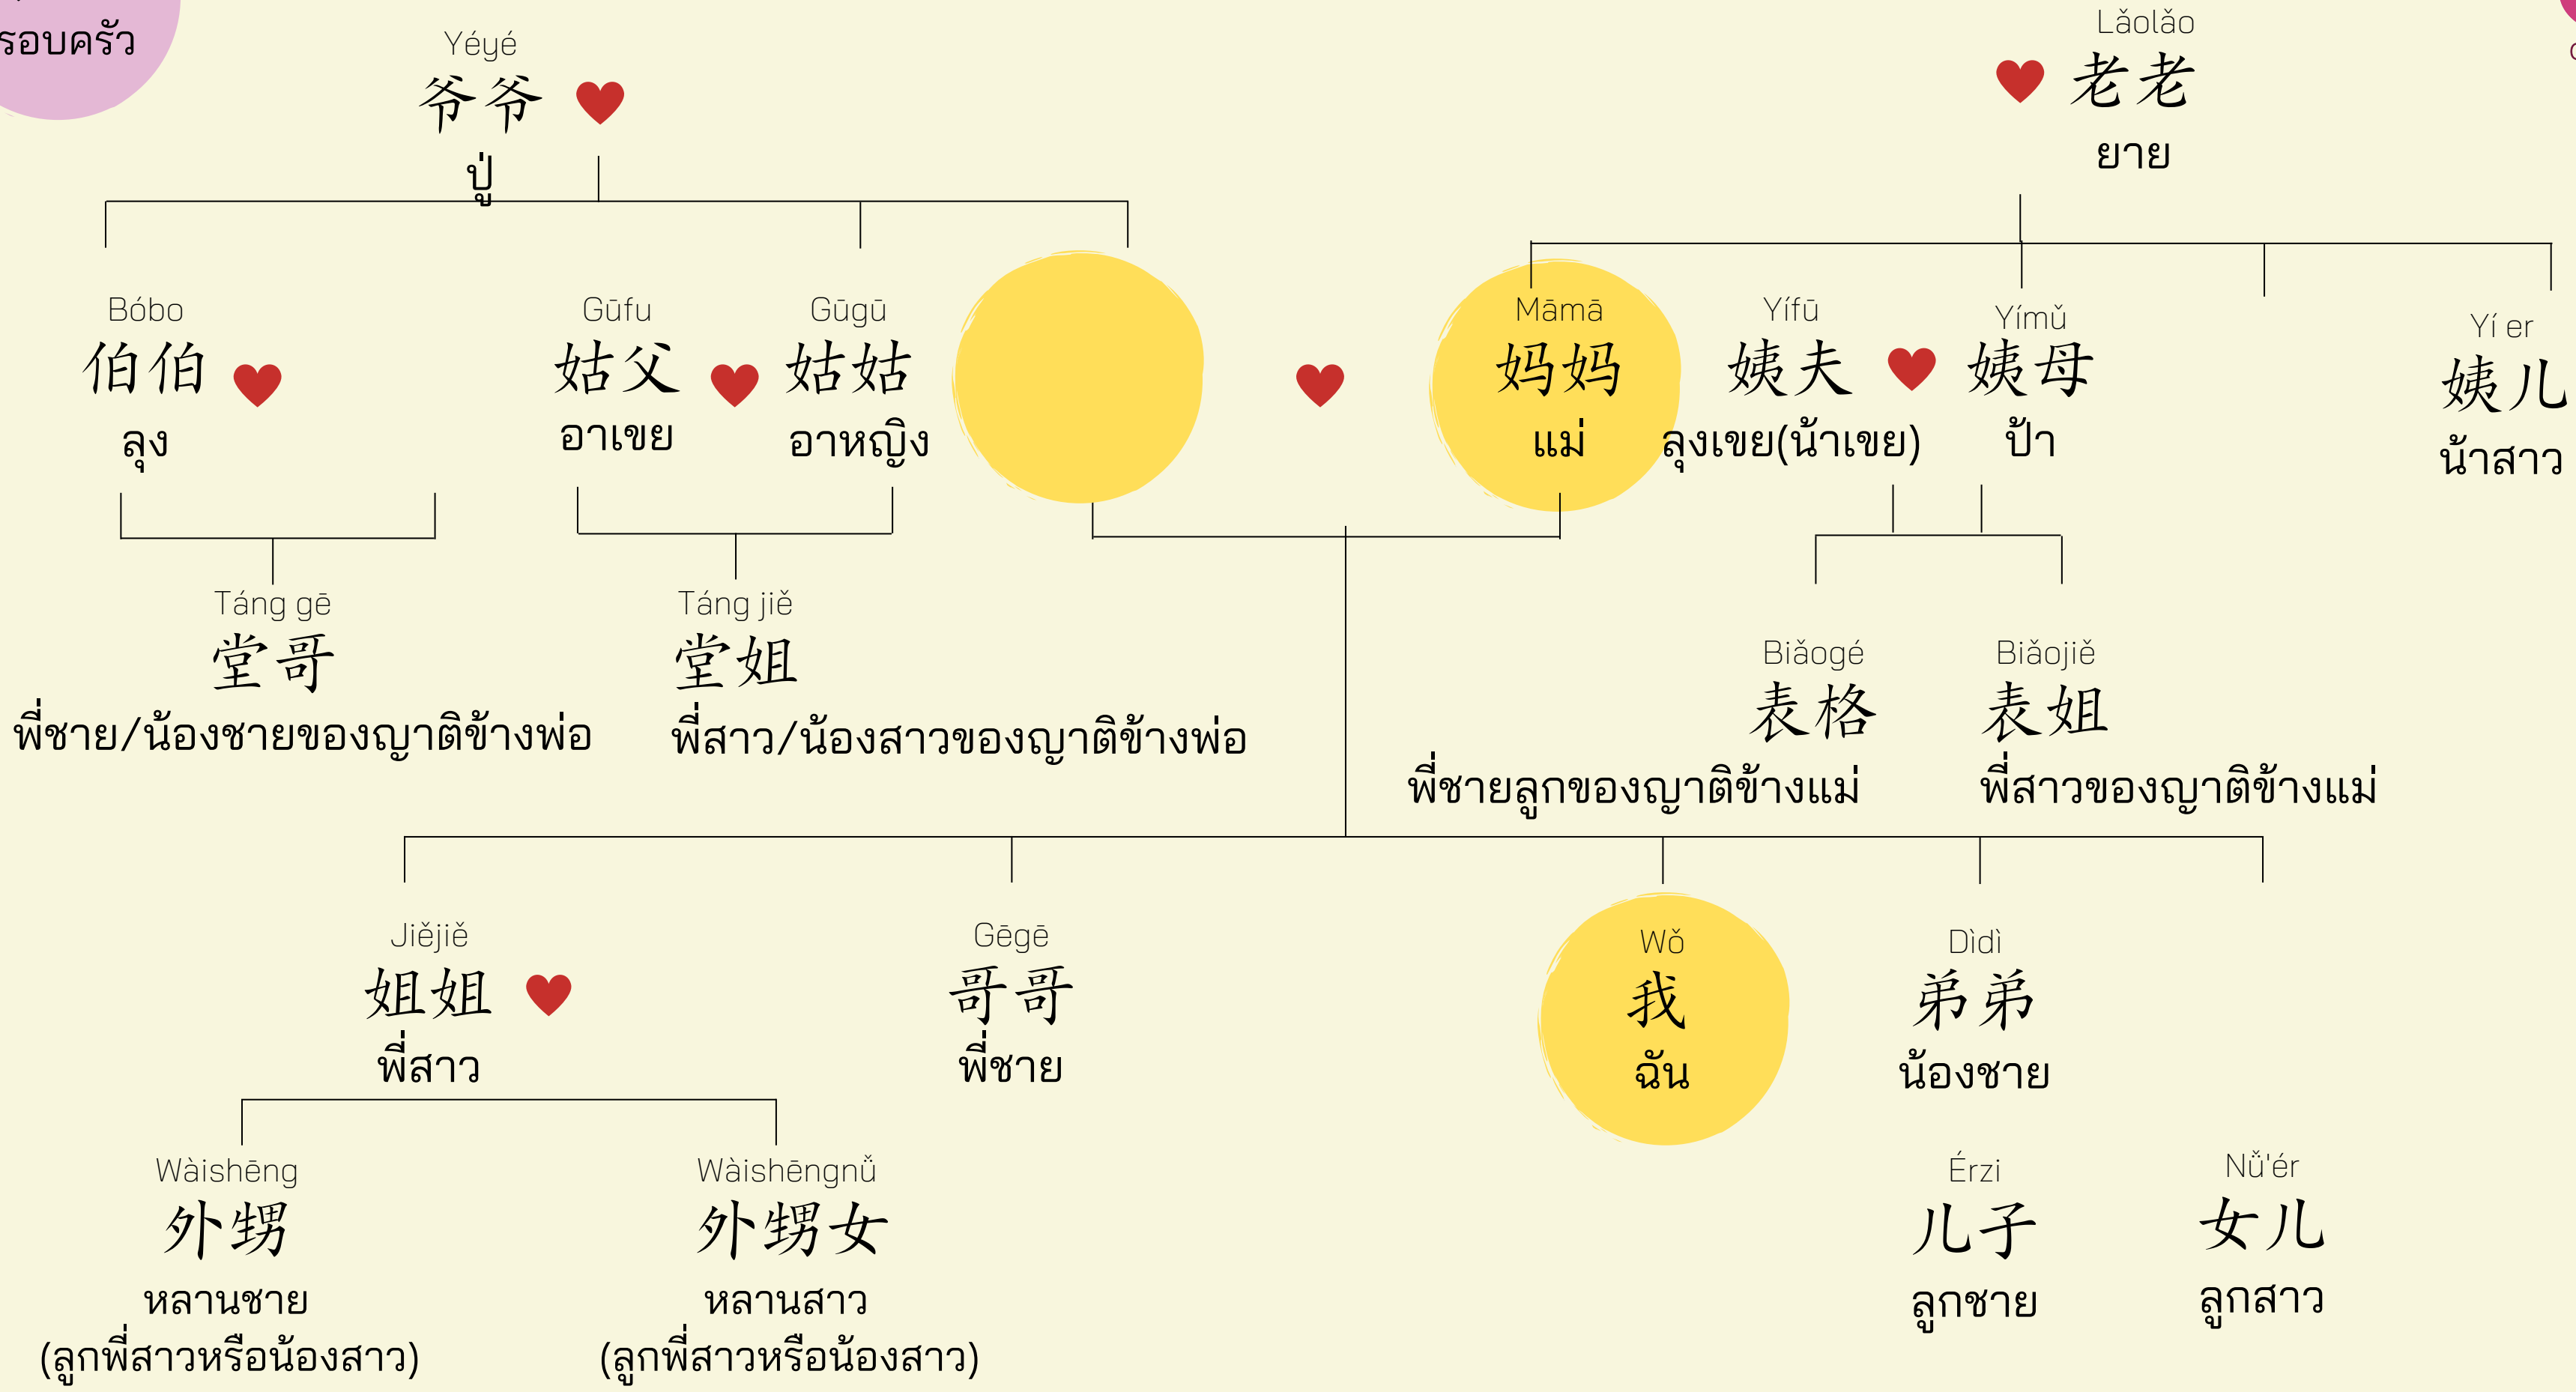 รอบครัว
Yéyé
爷爷
ปู่
Lǎolǎo
老老
ยาย
Bóbo
伯伯
ลุง
Gūfu
姑父
อาเขย
Gūgū
姑姑
อาหญิง
Māmā
妈妈
แม่
Yífū
姨夫
ลุงเขย(น้าเขย)
Yímǔ
姨母
ป้า
Yí er
姨儿
น้าสาว
Táng gē
堂哥
พี่ชาย/น้องชายของญาติข้างพ่อ
Táng jiě
堂姐
พี่สาว/น้องสาวของญาติข้างพ่อ
Biǎogé
表格
พี่ชายลูกของญาติข้างแม่
Biǎojiě
表姐
พี่สาวของญาติข้างแม่
Jiějiě
姐姐
พี่สาว
Gēgē
哥哥
พี่ชาย
Wǒ
我
ฉัน
Dìdì
弟弟
น้องชาย
Wàishēng
外甥
หลานชาย
(ลูกพี่สาวหรือน้องสาว)
Wàishēngnǚ
外甥女
หลานสาว
(ลูกพี่สาวหรือน้องสาว)
Érzi
儿子
ลูกชาย
Nǚ'ér
女儿
ลูกสาว